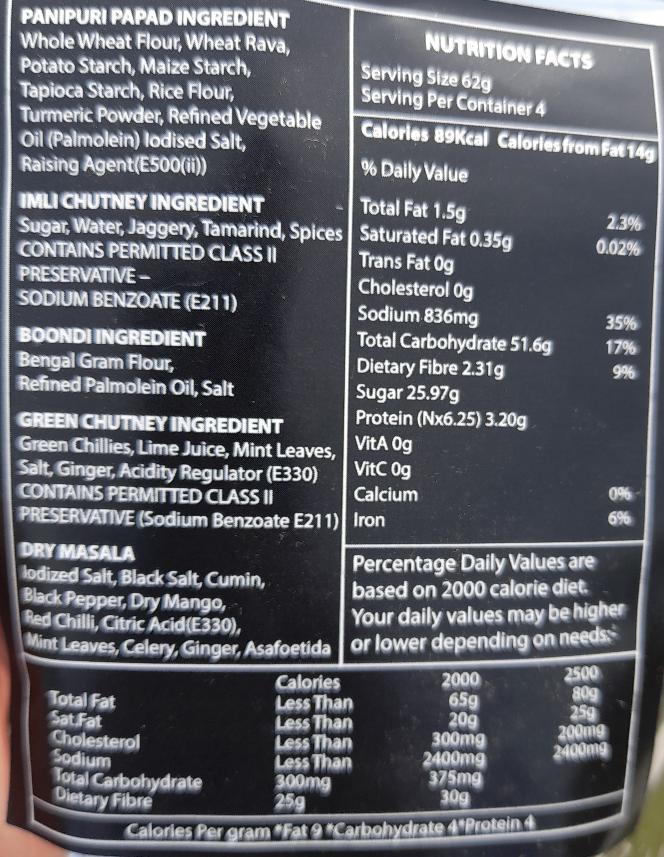 PANIPURI PAPAD INGREDIENT
Whole Wheat Flour, Wheat Rava,
Potato Starch, Maize Starch,
Tapioca Starch, Rice Flour,
Turmeric Powder, Refined Vegetable
Oil (Palmolein) Iodised Salt,
Raising Agent(E500(ii))
IMLI CHUTNEY INGREDIENT
Sugar, Water, Jaggery, Tamarind, Spices
CONTAINS PERMITTED CLASS II
PRESERVATIVE –
SODIUM BENZOATE (E211)
BOONDI INGREDIENT
Bengal Gram Flour,
Refined Palmolein Oil, Salt
GREEN CHUTNEY INGREDIENT
Green Chillies, Lime Juice, Mint Leaves,
Salt, Ginger, Acidity Regulator (E330)
CONTAINS PERMITTED CLASS II
PRESERVATIVE (Sodium Benzoate E211)
DRY MASALA
Iodized Salt, Black Salt, Cumin,
Black Pepper, Dry Mango,
Red Chilli, Citric Acid(E330),
Mint Leaves, Celery, Ginger, Asafoetida
NUTRITION FACTS
Serving Size 62g
Serving Per Container 4
Calories 89Kcal Calories from Fat 14g
% Daily Value
Total Fat 1.5g 2.3%
Saturated Fat 0.35g 0.02%
Trans Fat 0g
Cholesterol 0g
Sodium 836mg 35%
Total Carbohydrate 51.6g 17%
Dietary Fibre 2.31g 9%
Sugar 25.97g
Protein (Nx6.25) 3.20g
VitA 0g
VitC 0g
Calcium 0%
Iron 6%
Percentage Daily Values are
based on 2000 calorie diet.
Your daily values may be higher
or lower depending on needs:-
Calories 2000 2500
Total Fat Less Than 65g 80g
Sat.Fat Less Than 20g 25g
Cholesterol Less Than 300mg 200mg
Sodium Less Than 2400mg 2400mg
Total Carbohydrate 300mg 375mg
Dietary Fibre 25g 30g
Calories Per gram *Fat 9 *Carbohydrate 4*Protein 4